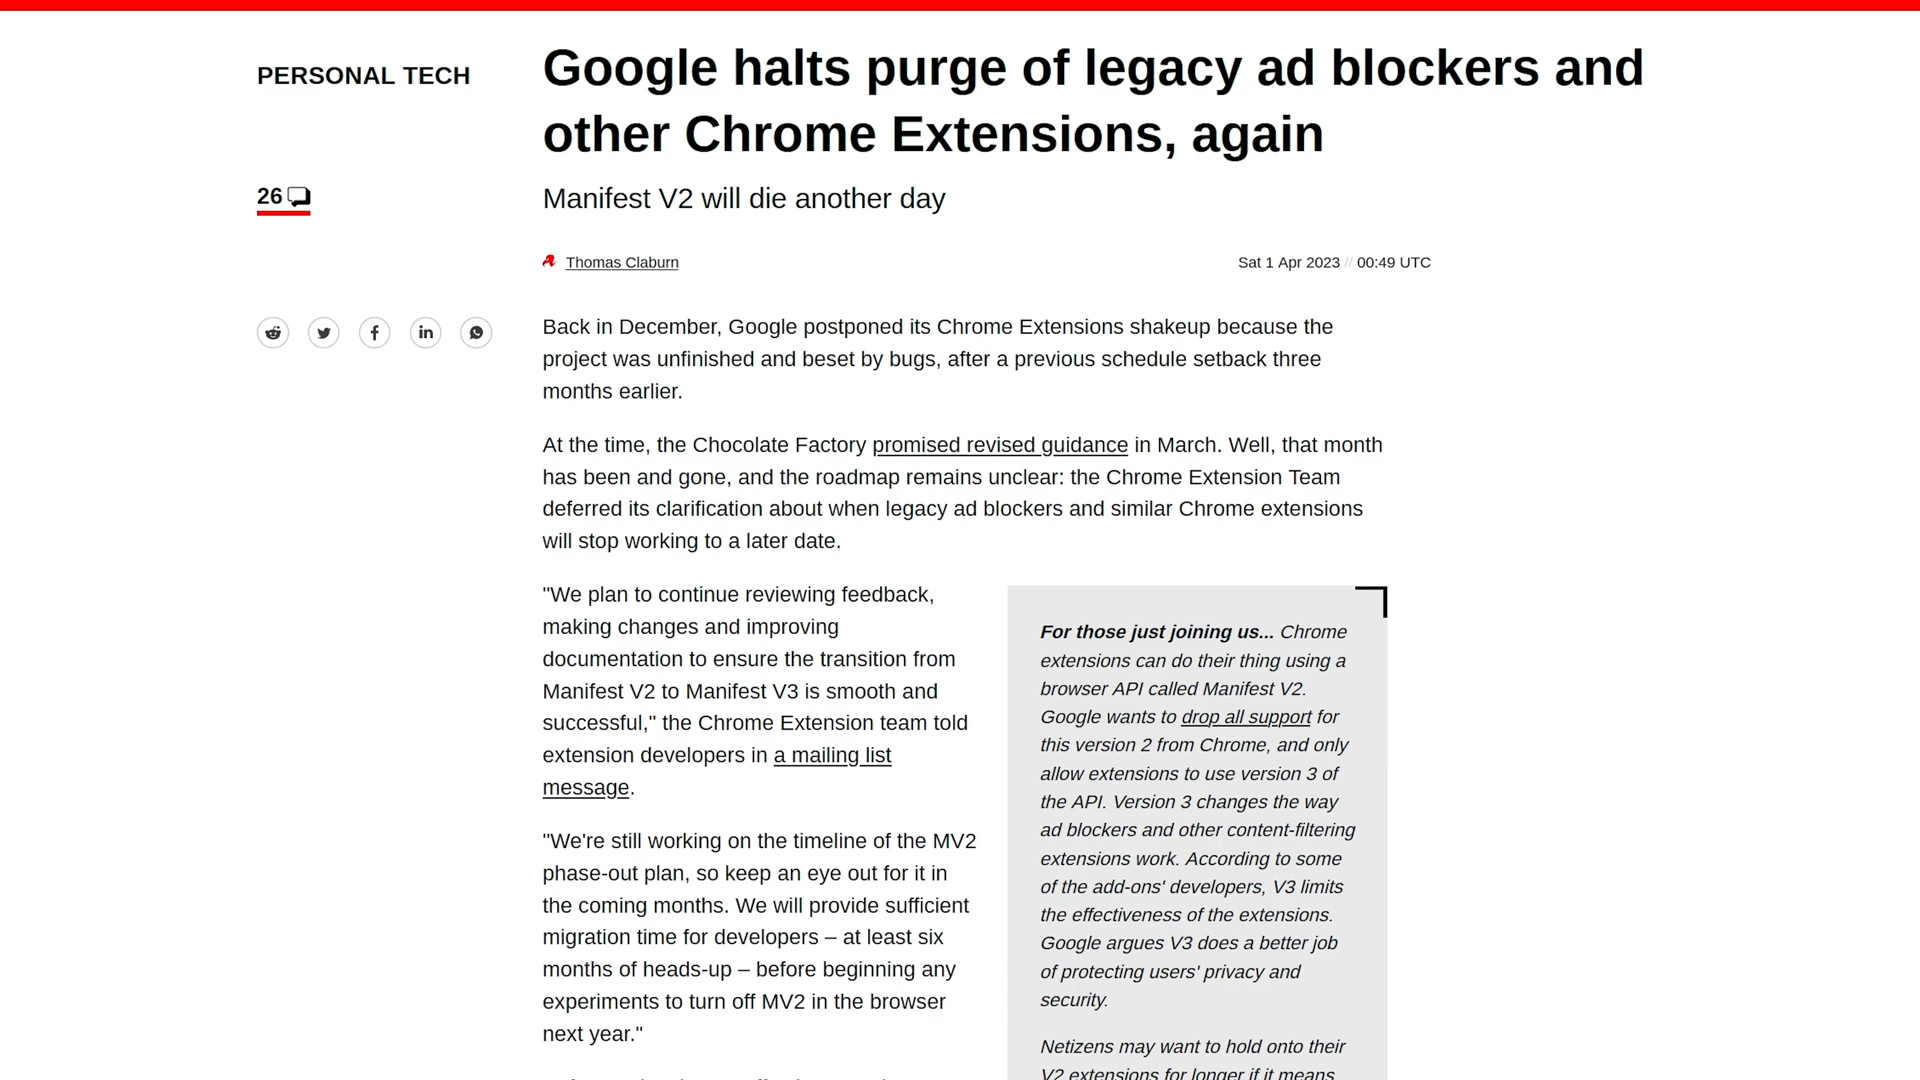 PERSONAL TECH
Google halts purge of legacy ad blockers and
other Chrome Extensions, again
26
Manifest V2 will die another day
Thomas Claburn
Sat 1 Apr 2023 // 00:49 UTC
Back in December, Google postponed its Chrome Extensions shakeup because the
project was unfinished and beset by bugs, after a previous schedule setback three
months earlier.
At the time, the Chocolate Factory promised revised guidance in March. Well, that month
has been and gone, and the roadmap remains unclear: the Chrome Extension Team
deferred its clarification about when legacy ad blockers and similar Chrome extensions
will stop working to a later date.
"We plan to continue reviewing feedback,
making changes and improving
documentation to ensure the transition from
Manifest V2 to Manifest V3 is smooth and
successful," the Chrome Extension team told
extension developers in a mailing list
message.
"We're still working on the timeline of the MV2
phase-out plan, so keep an eye out for it in
the coming months. We will provide sufficient
migration time for developers – at least six
months of heads-up – before beginning any
experiments to turn off MV2 in the browser
next year."
For those just joining us... Chrome
extensions can do their thing using a
browser API called Manifest V2.
Google wants to drop all support for
this version 2 from Chrome, and only
allow extensions to use version 3 of
the API. Version 3 changes the way
ad blockers and other content-filtering
extensions work. According to some
of the add-ons' developers, V3 limits
the effectiveness of the extensions.
Google argues V3 does a better job
of protecting users' privacy and
security.
Netizens may want to hold onto their
V2 extensions for longer if it means